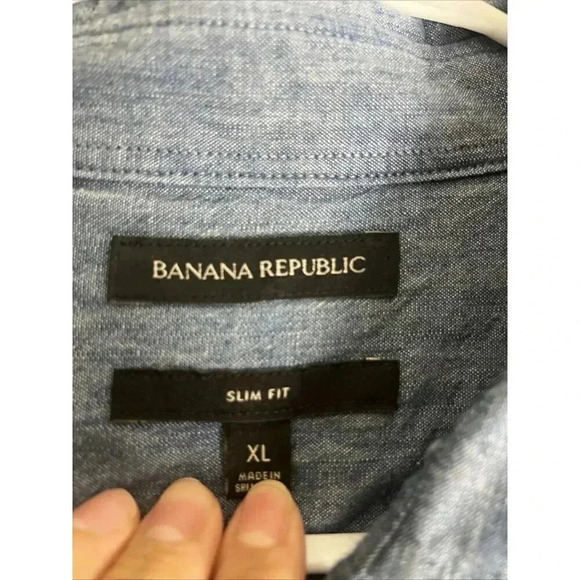 BANANA REPUBLIC
SLIM FIT
XL
MADE IN